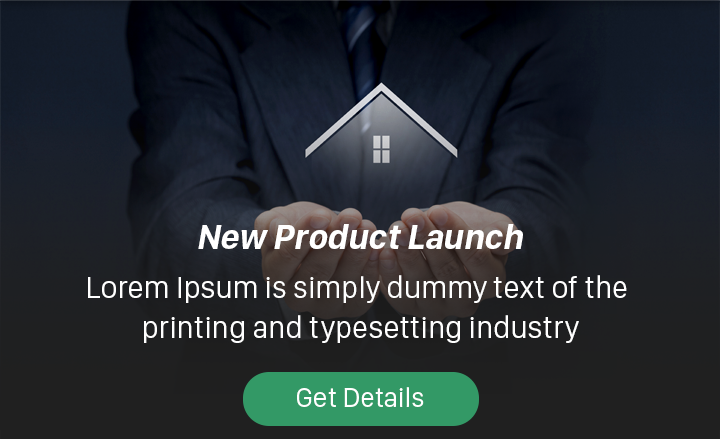 New Product Launch
Lorem Ipsum is simply dummy text of the
printing and typesetting industry
Get Details